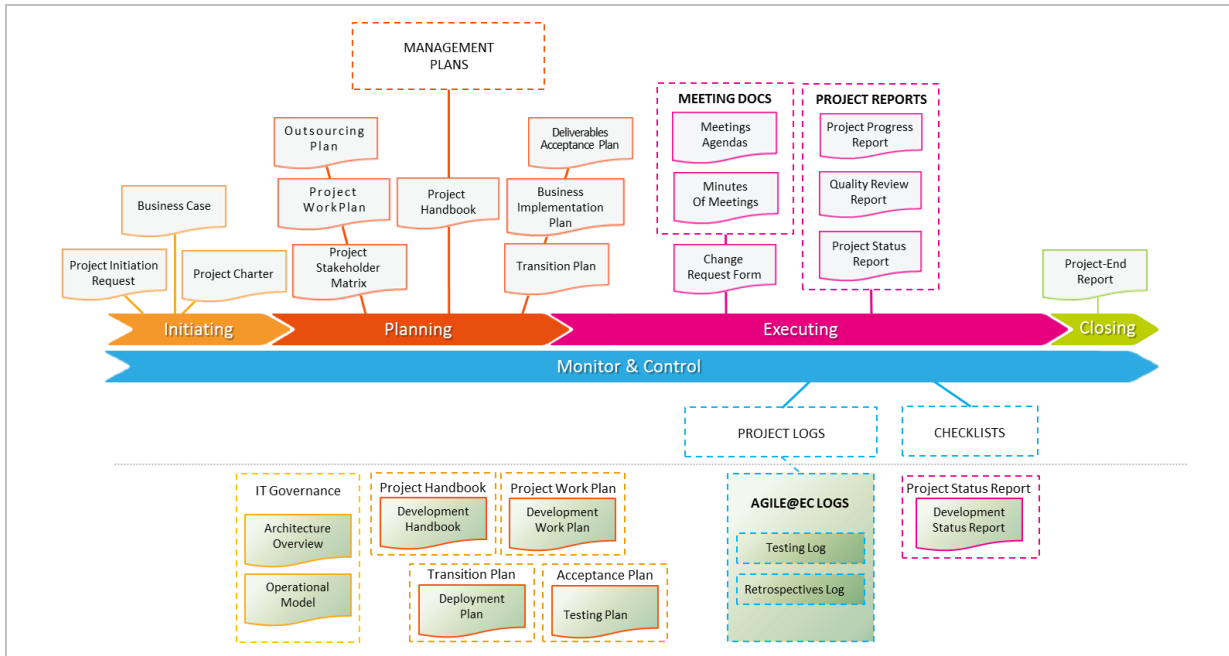 MANAGEMENT
PLANS
MEETING DOCS
PROJECT REPORTS
Outsourcing
Plan
Deliverables
Acceptance Plan
Meetings
Agendas
Project Progress
Report
Business Case
Project
WorkPlan
Project
Handbook
Business
Implementation
Plan
Minutes
Of Meetings
Quality Review
Report
Project Initiation
Request
Project Charter
Project
Stakeholder
Matrix
Transition Plan
Change
Request Form
Project Status
Report
Project-End
Report
Initiating
Planning
Executing
Closing
Monitor & Control
PROJECT LOGS
CHECKLISTS
IT Governance
Architecture
Overview
Operational
Model
Project Handbook
Development
Handbook
Project Work Plan
Development
Work Plan
Transition Plan
Deployment
Plan
Acceptance Plan
Testing Plan
AGILE@EC LOGS
Testing Log
Retrospectives Log
Project Status Report
Development
Status Report